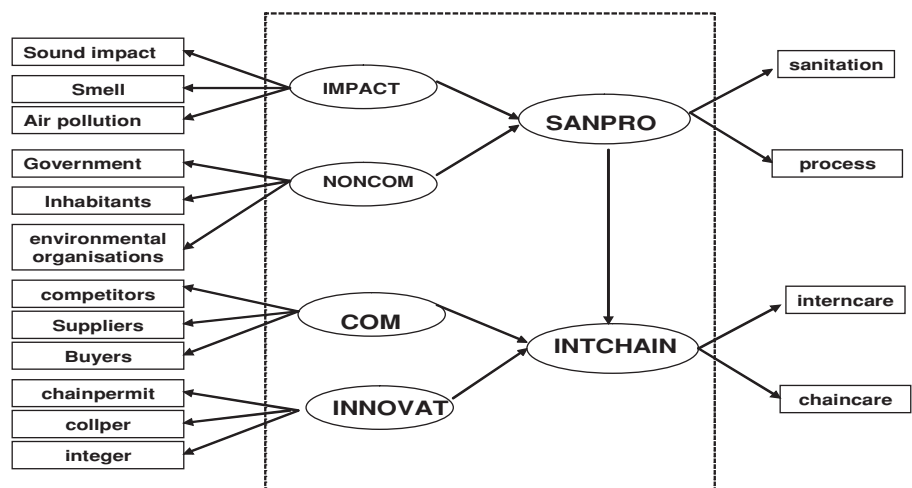 Sound impact
Smell
Air pollution
Government
Inhabitants
environmental
organisations
competitors
Suppliers
Buyers
chainpermit
collper
integer
IMPACT
NONCOM
COM
INNOVAT
SANPRO
INTCHAIN
sanitation
process
interncare
chaincare